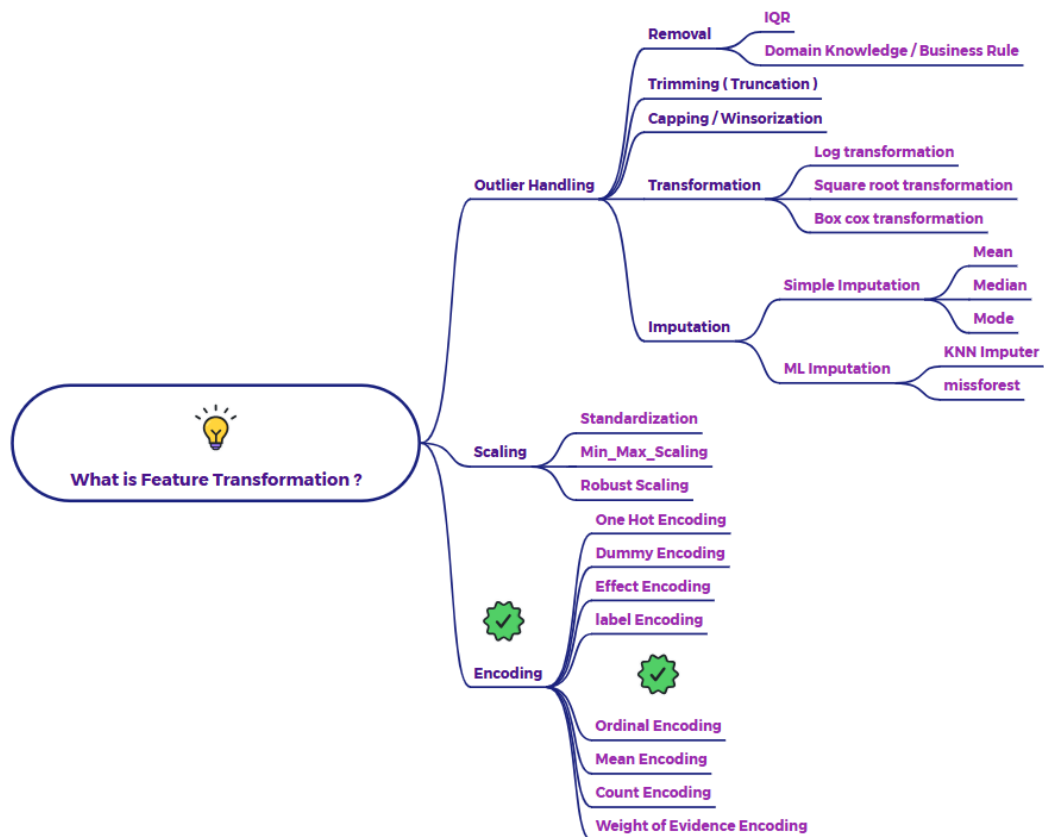 What is Feature Transformation ?
Outlier Handling
Removal
IQR
Domain Knowledge / Business Rule
Trimming ( Truncation )
Capping / Winsorization
Transformation
Log transformation
Square root transformation
Box cox transformation
Imputation
Simple Imputation
Mean
Median
Mode
ML Imputation
KNN Imputer
missforest
Scaling
Standardization
Min_Max_Scaling
Robust Scaling
Encoding
One Hot Encoding
Dummy Encoding
Effect Encoding
label Encoding
Ordinal Encoding
Mean Encoding
Count Encoding
Weight of Evidence Encoding